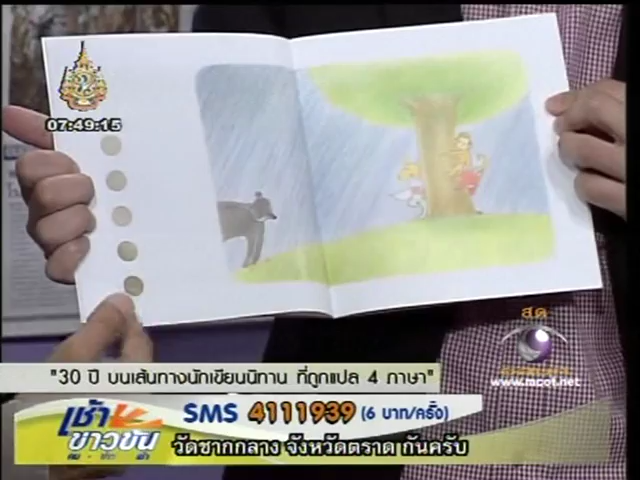 07:49:15
สด
www.mcot.net
"30 ปี บนเส้นทางนักเขียนนิทาน ที่ถูกแปล 4 ภาษา"
เช้า
ข่าวข้น
SMS 4111939 (6 บาท/ครั้ง)
วัดซากกลาง จังหวัดตราด กันครับ